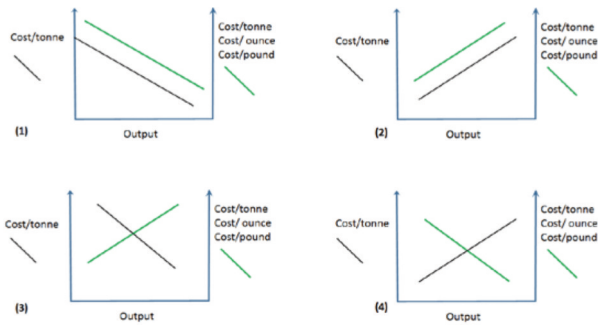 Cost/tonne
Cost/tonne
Cost/ ounce
Cost/pound
(1)
Output
Cost/tonne
Cost/tonne
Cost/ ounce
Cost/pound
(2)
Output
Cost/tonne
Cost/tonne
Cost/ ounce
Cost/pound
(3)
Output
Cost/tonne
Cost/tonne
Cost/ ounce
Cost/pound
(4)
Output